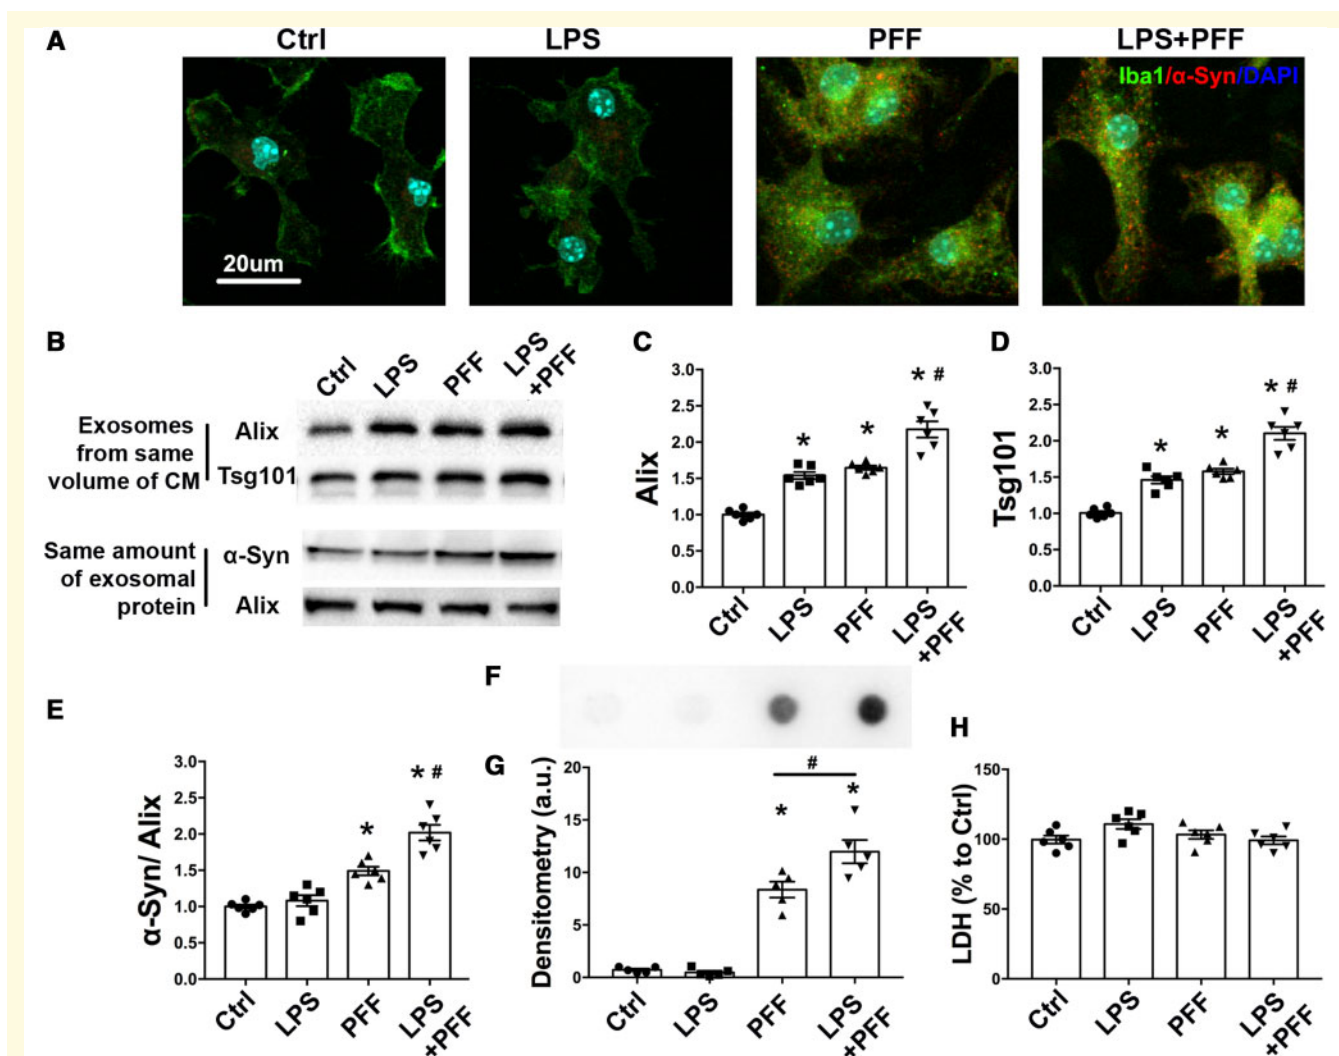 A
Ctrl
LPS
PFF
LPS+PFF
Iba1/α-Syn/DAPI
20um
B
Ctrl
LPS
PFF
LPS
+PFF
Exosomes
from same
volume of CM
Alix
Tsg101
Same amount
of exosomal
protein
α-Syn
Alix
C
Alix
3.0
2.5
2.0
1.5
1.0
0.5
0.0
*
*
* #
Ctrl
LPS
PFF
LPS
+PFF
D
Tsg101
3.0
2.5
2.0
1.5
1.0
0.5
0.0
*
*
* #
Ctrl
LPS
PFF
LPS
+PFF
E
α-Syn/ Alix
3.0
2.5
2.0
1.5
1.0
0.5
0.0
*
* #
Ctrl
LPS
PFF
LPS
+PFF
F
G
Densitometry (a.u.)
20
15
10
5
0
#
*
*
Ctrl
LPS
PFF
LPS
+PFF
H
LDH (% to Ctrl)
150
100
50
0
Ctrl
LPS
PFF
LPS
+PFF